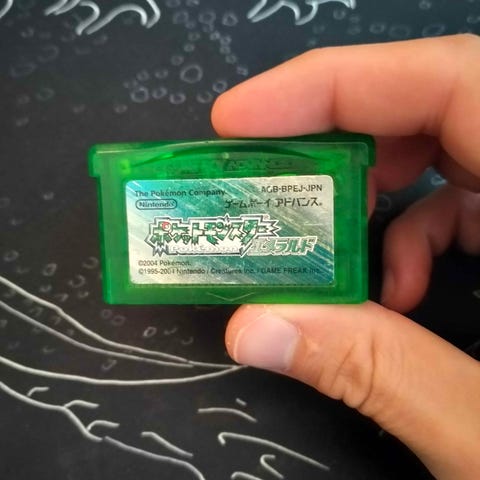 The Pokémon Company
AGB-BPEJ-JPN
Nintendo
ゲームボーイ アドバンス®
ポケットモンスター
エメラルド
©2004 Pokémon.
©1995-2004 Nintendo / Creatures inc. / GAME FREAK inc.